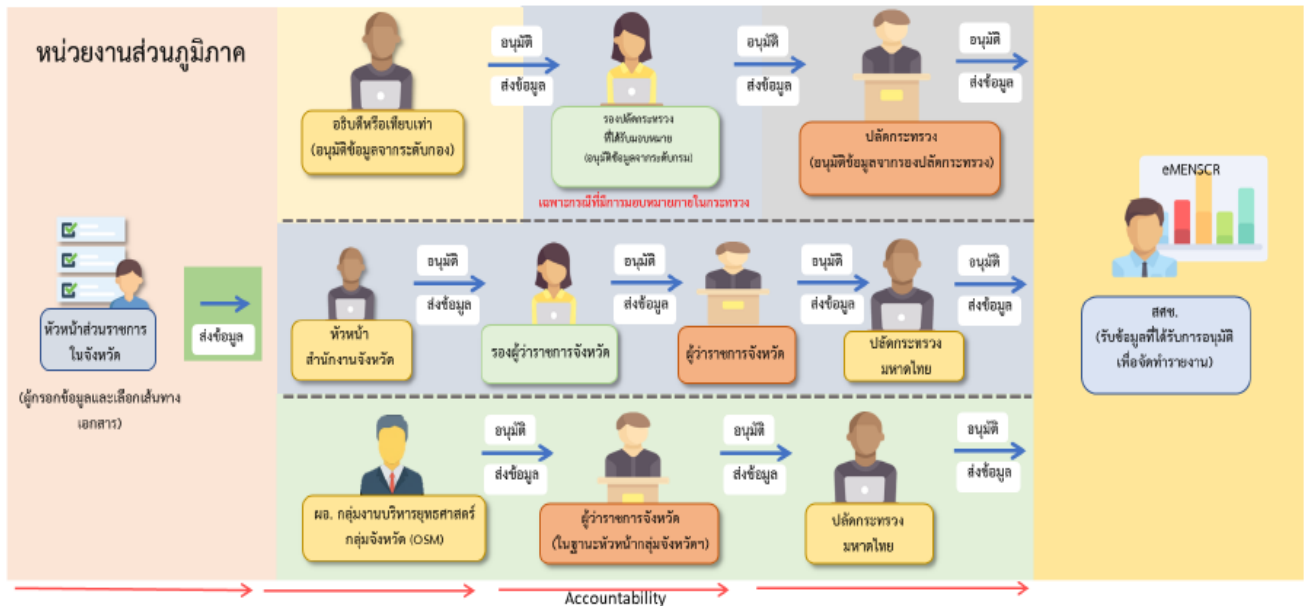 หน่วยงานส่วนภูมิภาค
หัวหน้าส่วนราชการ
ในจังหวัด
(ผู้กรอกข้อมูลและเลือกเส้นทาง
เอกสาร)
ส่งข้อมูล
อธิบดีหรือเทียบเท่า
(อนุมัติข้อมูลจากระดับกอง)
อนุมัติ
ส่งข้อมูล
รองปลัดกระทรวง
ที่ได้รับมอบหมาย
(อนุมัติข้อมูลจากระดับกรม)
เฉพาะกรณีที่มีการมอบหมายภายในกระทรวง
อนุมัติ
ส่งข้อมูล
ปลัดกระทรวง
(อนุมัติข้อมูลจากรองปลัดกระทรวง)
อนุมัติ
ส่งข้อมูล
หัวหน้า
สำนักงานจังหวัด
อนุมัติ
ส่งข้อมูล
รองผู้ว่าราชการจังหวัด
อนุมัติ
ส่งข้อมูล
ผู้ว่าราชการจังหวัด
อนุมัติ
ส่งข้อมูล
ปลัดกระทรวง
มหาดไทย
อนุมัติ
ส่งข้อมูล
ผอ. กลุ่มงานบริหารยุทธศาสตร์
กลุ่มจังหวัด (OSM)
อนุมัติ
ส่งข้อมูล
ผู้ว่าราชการจังหวัด
(ในฐานะหัวหน้ากลุ่มจังหวัดฯ)
อนุมัติ
ส่งข้อมูล
ปลัดกระทรวง
มหาดไทย
อนุมัติ
ส่งข้อมูล
eMENSCR
สศช.
(รับข้อมูลที่ได้รับการอนุมัติ
เพื่อจัดทำรายงาน)
Accountability